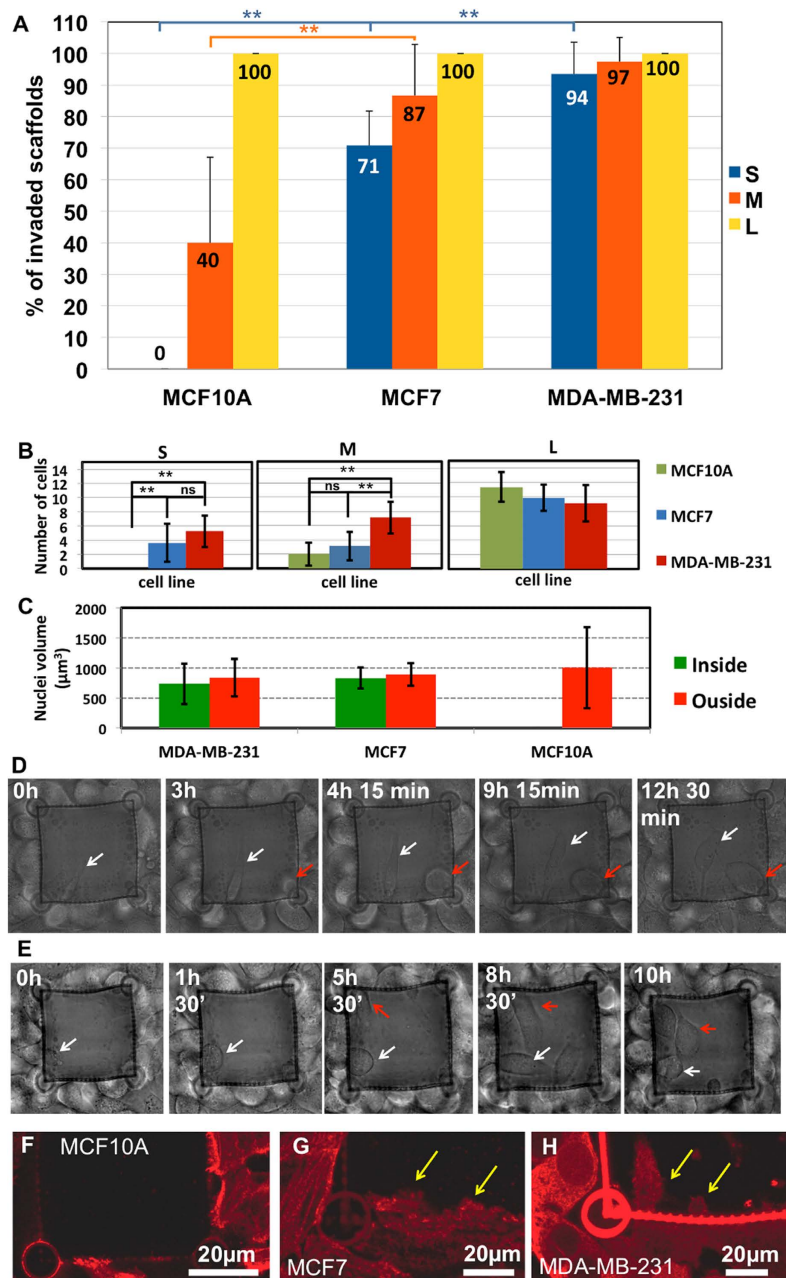 A
110
100
90
80
70
60
50
40
30
20
10
0
% of invaded scaffolds
** **
**
0 40 100
71 87 100
94 97 100
MCF10A MCF7 MDA-MB-231
S
M
L
B
S M L
14
12
10
8
6
4
2
0
Number of cells
**
** ns
**
ns **
cell line cell line cell line
MCF10A
MCF7
MDA-MB-231
C
2000
1500
1000
500
0
Nuclei volume
(μm³)
MDA-MB-231 MCF7 MCF10A
Inside
Ouside
D
0h 3h 4h 15 min 9h 15min 12h 30
min
E
0h 1h 5h 8h 10h
30’ 30’ 30’
F MCF10A
20μm
G
MCF7 20μm
H
MDA-MB-231 20μm